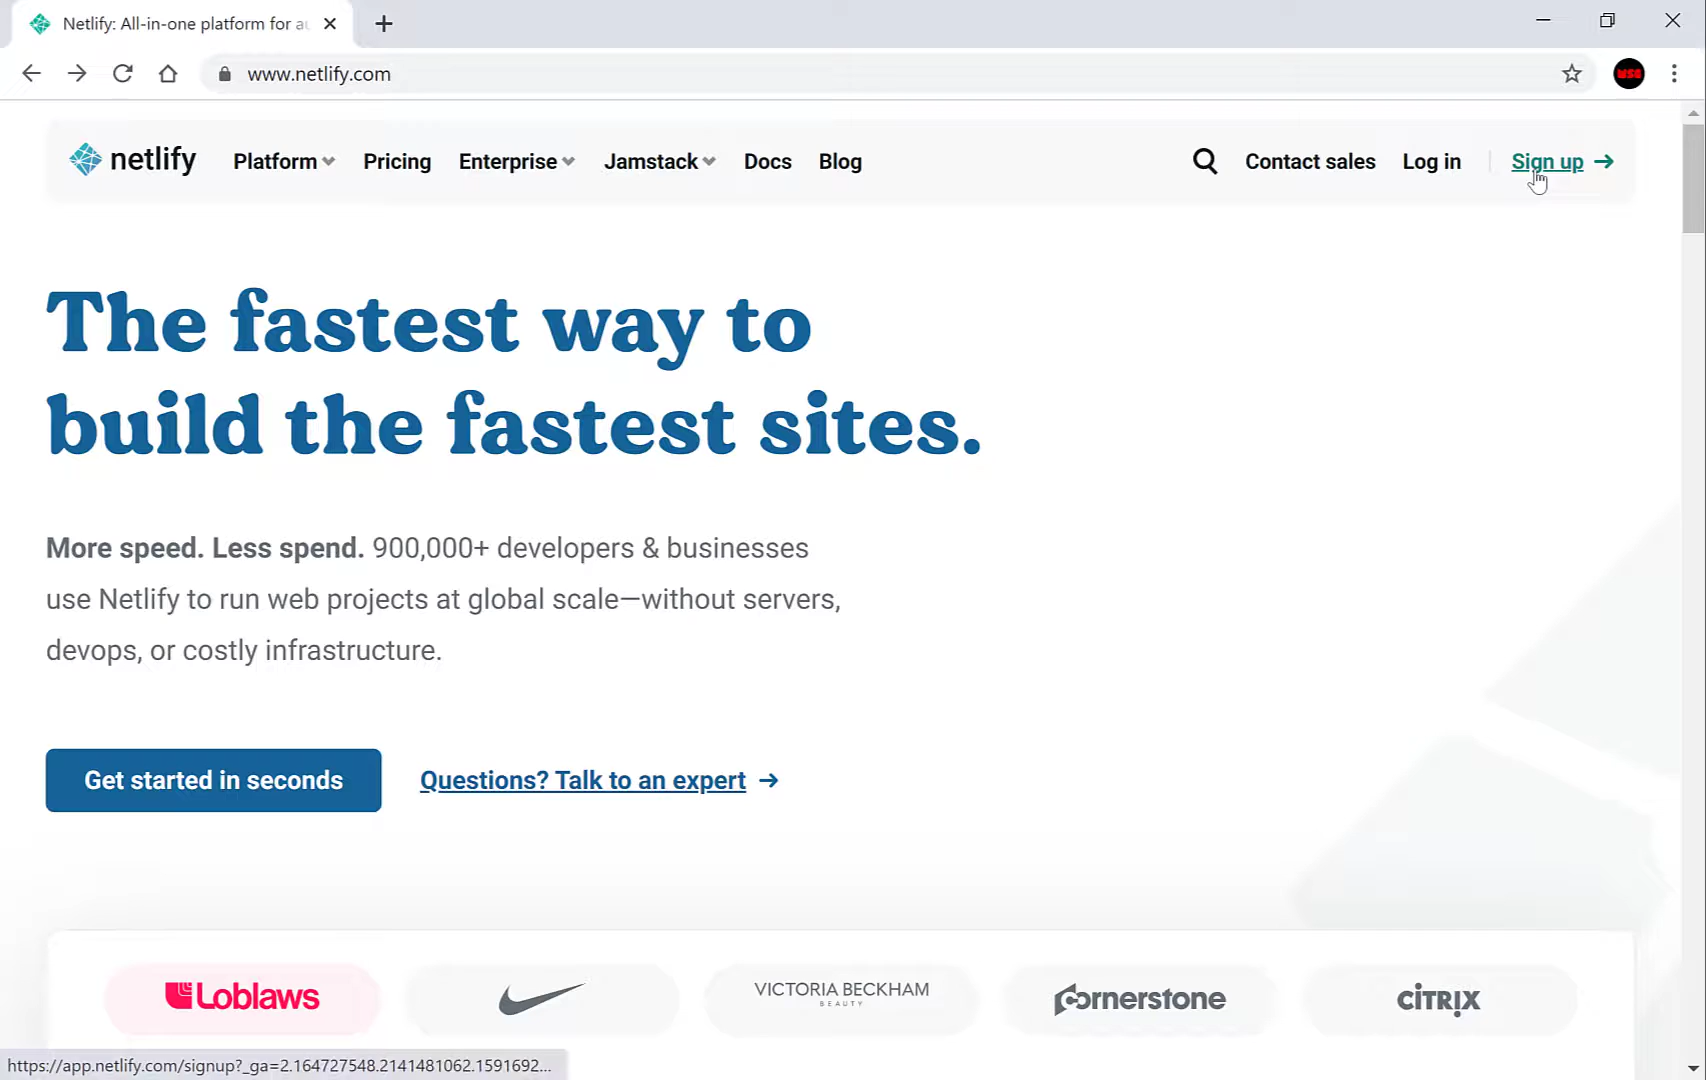 Netlify: All-in-one platform for au
www.netlify.com
WSC
netlify Platform Pricing Enterprise Jamstack Docs Blog Contact sales Log in Sign up →
The fastest way to
build the fastest sites.
More speed. Less spend. 900,000+ developers & businesses
use Netlify to run web projects at global scale—without servers,
devops, or costly infrastructure.
Get started in seconds Questions? Talk to an expert →
Loblaws VICTORIA BECKHAM Cornerstone CİTRIX
BEAUTY
https://app.netlify.com/signup?_ga=2.164727548.2141481062.1591692...